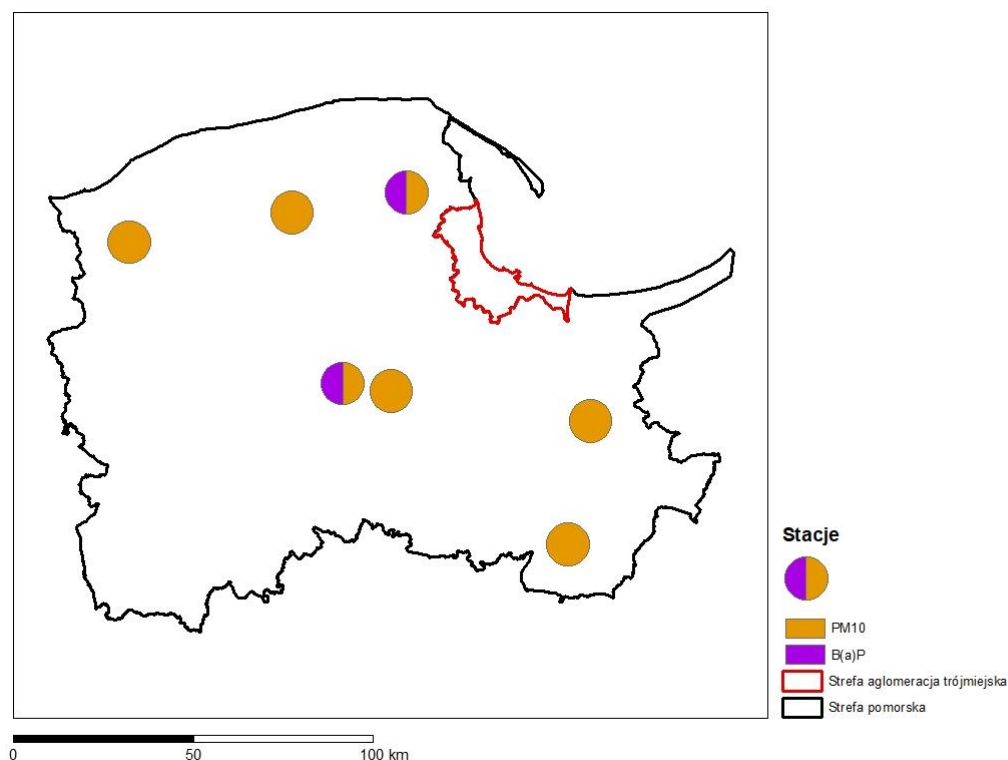 Stacje
PM10
B(a)P
Strefa aglomeracja trójmiejska
Strefa pomorska
0 50 100 km